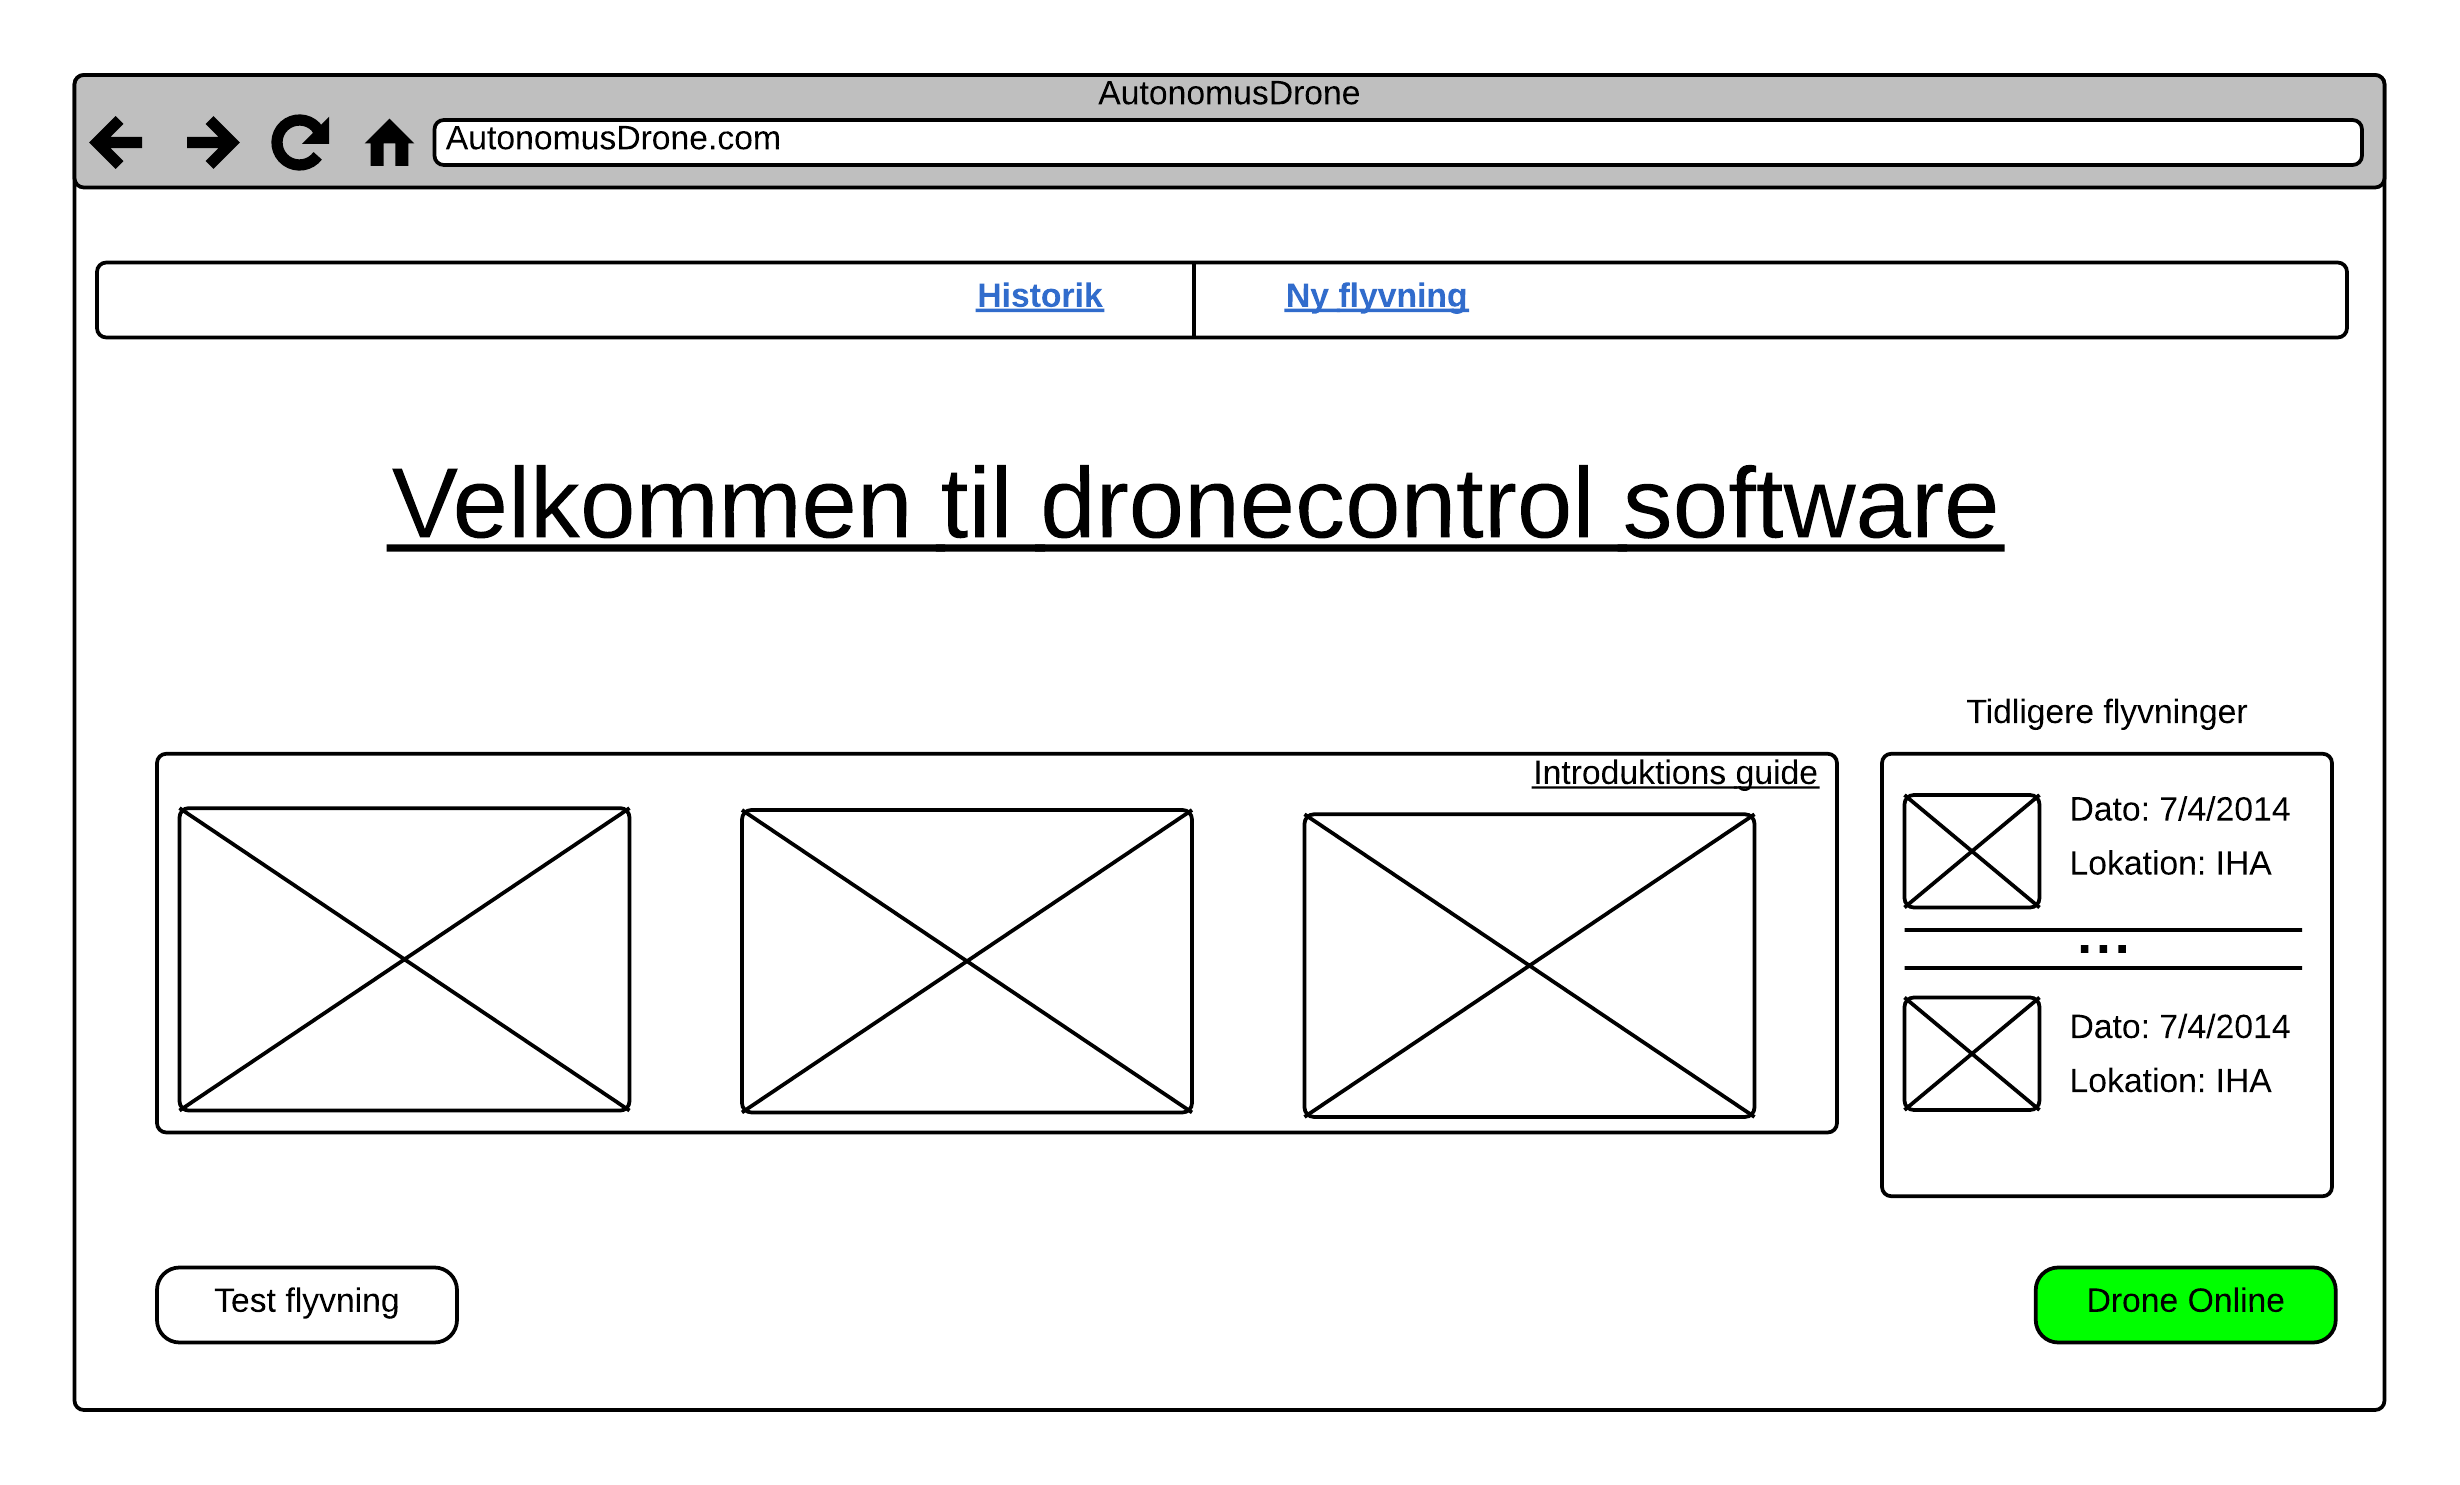 AutonomusDrone
AutonomusDrone.com
Historik
Ny flyvning
Velkommen til dronecontrol software
Tidligere flyvninger
Introduktions guide
Dato: 7/4/2014
Lokation: IHA
...
Dato: 7/4/2014
Lokation: IHA
Test flyvning
Drone Online